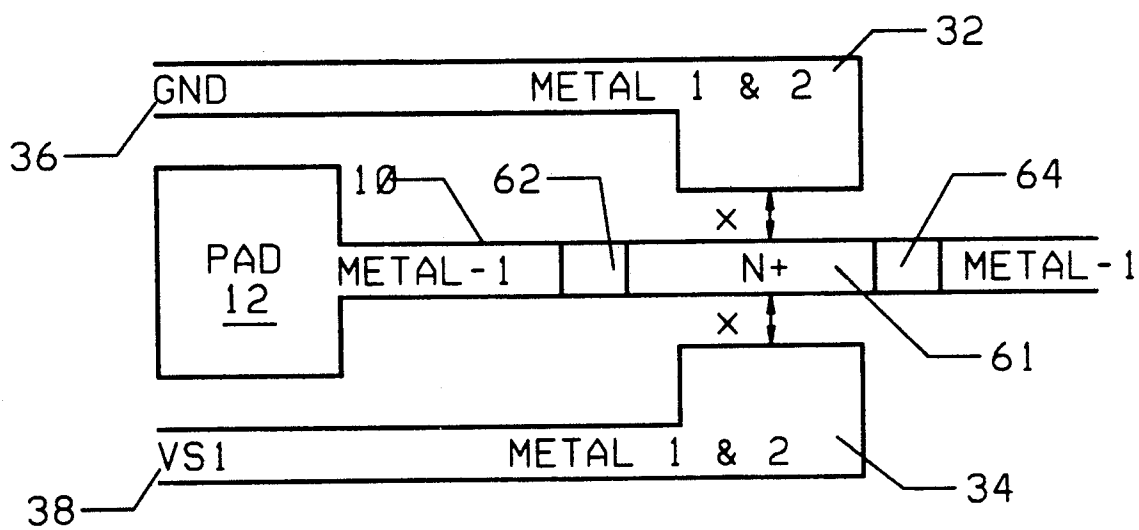 32
GND METAL 1 & 2
36
10 62 64
X
PAD METAL-1 N+ METAL-1
12
X
61
VS1 METAL 1 & 2
38 34